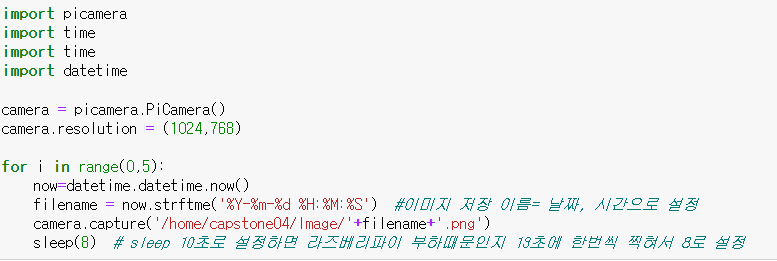 import picamera
import time
import time
import datetime
camera = picamera.PiCamera()
camera.resolution = (1024,768)
for i in range(0,5):
    now=datetime.datetime.now()
    filename = now.strftme('%Y-%m-%d %H:%M:%S')  #이미지 저장 이름= 날짜, 시간으로 설정
    camera.capture('/home/capstone04/Image/'+filename+'.png')
    sleep(8)  # sleep 10초로 설정하면 라즈베리파이 부하때문인지 13초에 한번씩 찍혀서 8로 설정